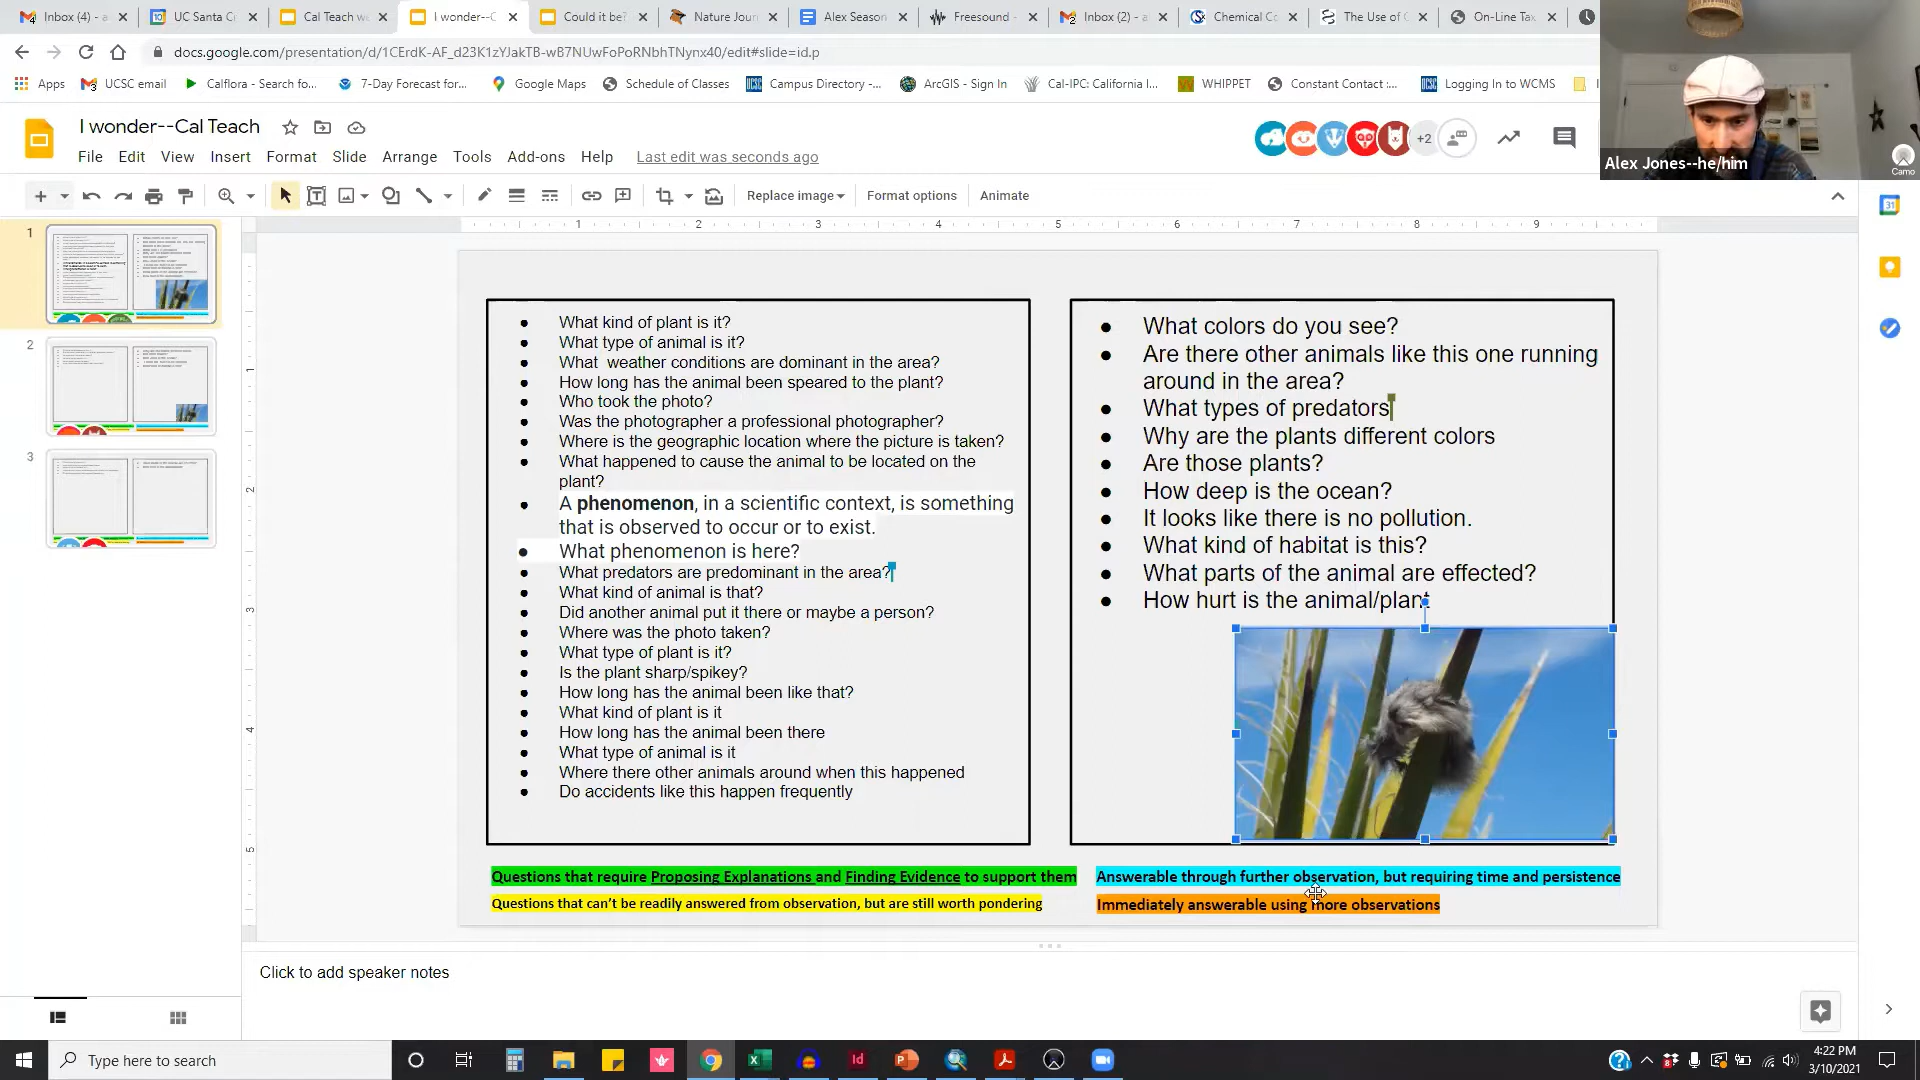 Inbox (4) - a
UC Santa C
Cal Teach w
I wonder--C
Could it be
Nature Jour
Alex Season
Freesound -
Inbox (2) - a
Chemical C
The Use of C
On-Line Tax
docs.google.com/presentation/d/1CErdK-AF_d23K1zYJakTB-wB7NUwFoPoRNbhTNynx40/edit#slide=id.p
Apps
UCSC email
Calflora - Search fo...
7-Day Forecast for...
Google Maps
Schedule of Classes
Campus Directory -...
ArcGIS - Sign In
Cal-IPC: California I...
WHIPPET
Constant Contact :...
Logging In to WCMS
I wonder--Cal Teach
File Edit View Insert Format Slide Arrange Tools Add-ons Help Last edit was seconds ago
+2
Alex Jones--he/him
Camo
Replace image
Format options
Animate
1 2 3 4 5 6 7 8 9
1
2
3
1
2
3
4
5
What kind of plant is it?
What type of animal is it?
What weather conditions are dominant in the area?
How long has the animal been speared to the plant?
Who took the photo?
Was the photographer a professional photographer?
Where is the geographic location where the picture is taken?
What happened to cause the animal to be located on the
plant?
A phenomenon, in a scientific context, is something
that is observed to occur or to exist.
What phenomenon is here?
What predators are predominant in the area?
What kind of animal is that?
Did another animal put it there or maybe a person?
Where was the photo taken?
What type of plant is it?
Is the plant sharp/spikey?
How long has the animal been like that?
What kind of plant is it
How long has the animal been there
What type of animal is it
Where there other animals around when this happened
Do accidents like this happen frequently
What colors do you see?
Are there other animals like this one running
around in the area?
What types of predators
Why are the plants different colors
Are those plants?
How deep is the ocean?
It looks like there is no pollution.
What kind of habitat is this?
What parts of the animal are effected?
How hurt is the animal/plant
Questions that require Proposing Explanations and Finding Evidence to support them
Questions that can't be readily answered from observation, but are still worth pondering
Answerable through further observation, but requiring time and persistence
Immediately answerable using more observations
Click to add speaker notes
Type here to search
4:22 PM
3/10/2021